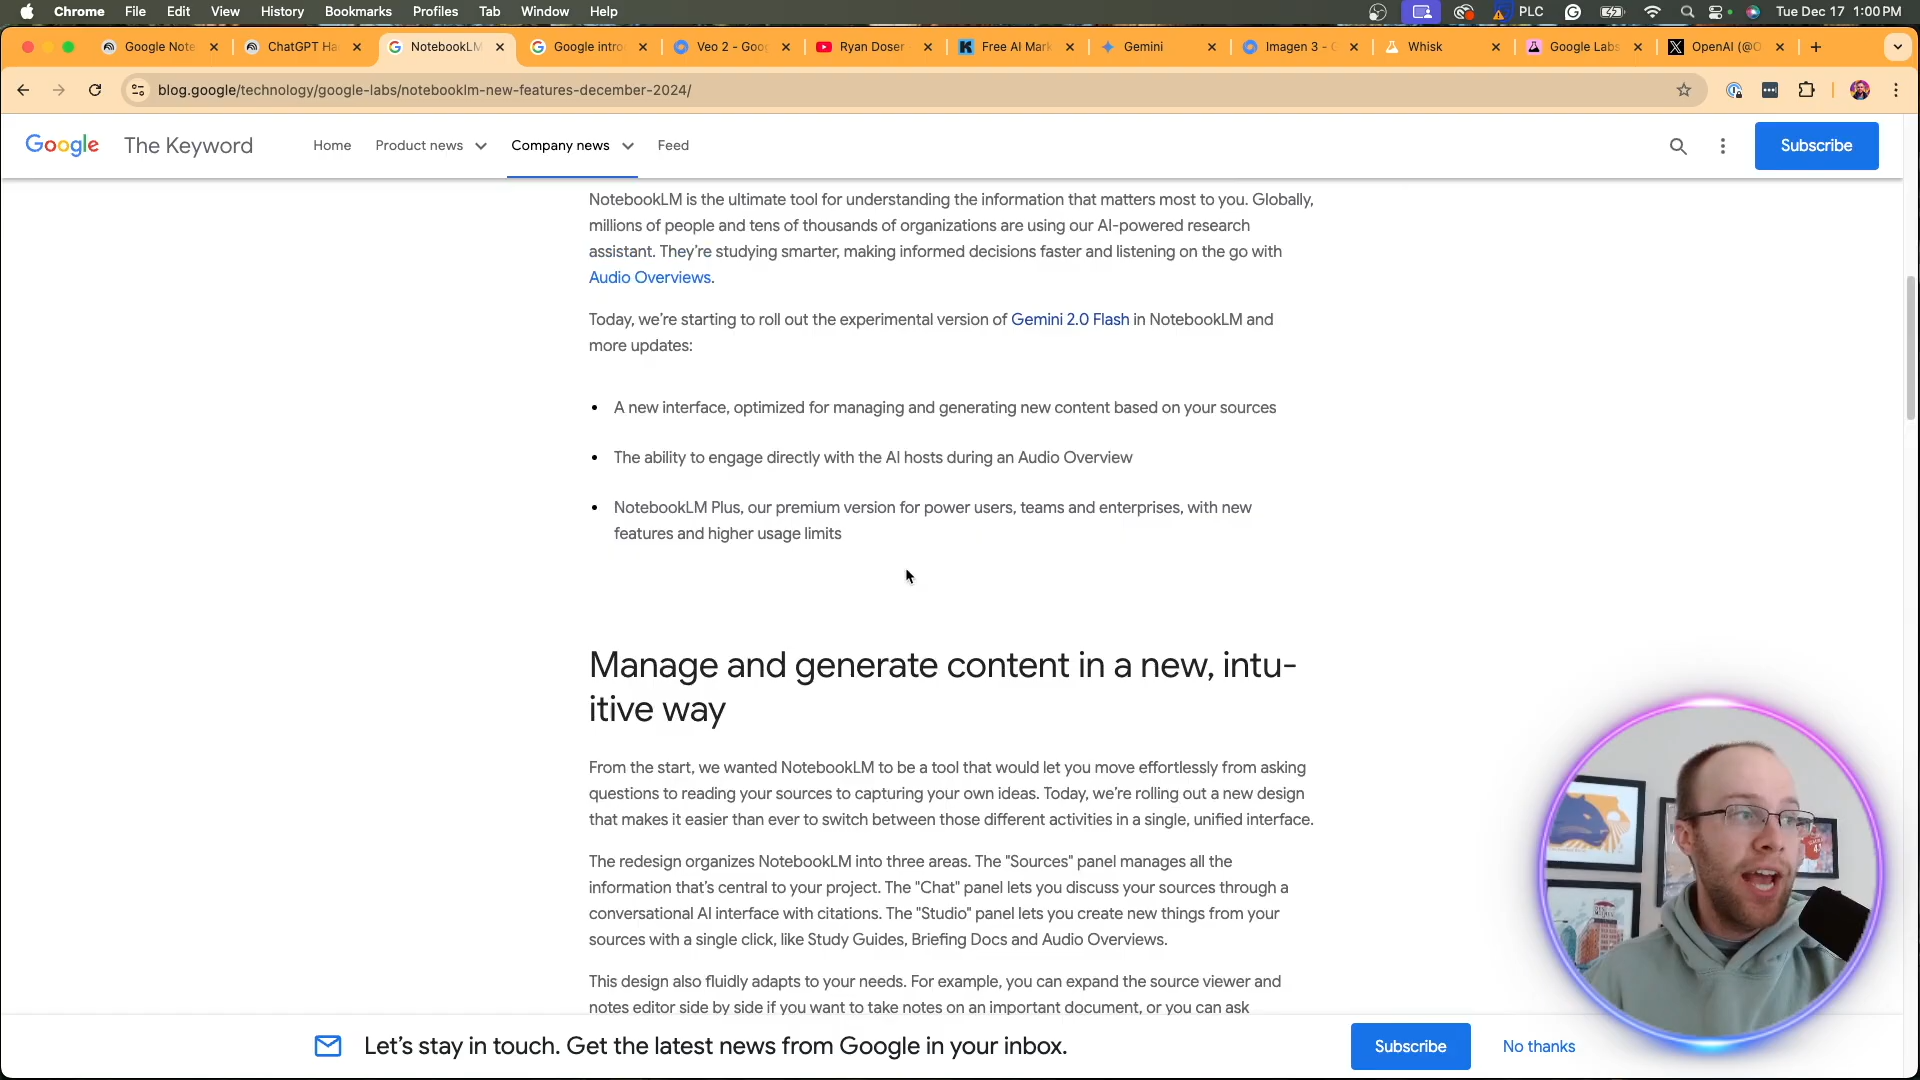 Chrome File Edit View History Bookmarks Profiles Tab Window Help PLC Tue Dec 17 1:00 PM
Google Note ChatGPT Ha NotebookLM Google intro Veo 2 - Goo Ryan Doser Free AI Mark Gemini Imagen 3 - G Whisk Google Labs OpenAI (@O
blog.google/technology/google-labs/notebooklm-new-features-december-2024/
Google The Keyword Home Product news Company news Feed Subscribe
NotebookLM is the ultimate tool for understanding the information that matters most to you. Globally,
millions of people and tens of thousands of organizations are using our AI-powered research
assistant. They're studying smarter, making informed decisions faster and listening on the go with
Audio Overviews.
Today, we're starting to roll out the experimental version of Gemini 2.0 Flash in NotebookLM and
more updates:
• A new interface, optimized for managing and generating new content based on your sources
• The ability to engage directly with the AI hosts during an Audio Overview
• NotebookLM Plus, our premium version for power users, teams and enterprises, with new
features and higher usage limits
Manage and generate content in a new, intu-
itive way
From the start, we wanted NotebookLM to be a tool that would let you move effortlessly from asking
questions to reading your sources to capturing your own ideas. Today, we're rolling out a new design
that makes it easier than ever to switch between those different activities in a single, unified interface.
The redesign organizes NotebookLM into three areas. The "Sources" panel manages all the
information that's central to your project. The "Chat" panel lets you discuss your sources through a
conversational AI interface with citations. The "Studio" panel lets you create new things from your
sources with a single click, like Study Guides, Briefing Docs and Audio Overviews.
This design also fluidly adapts to your needs. For example, you can expand the source viewer and
notes editor side by side if you want to take notes on an important document, or you can ask
Let's stay in touch. Get the latest news from Google in your inbox. Subscribe No thanks